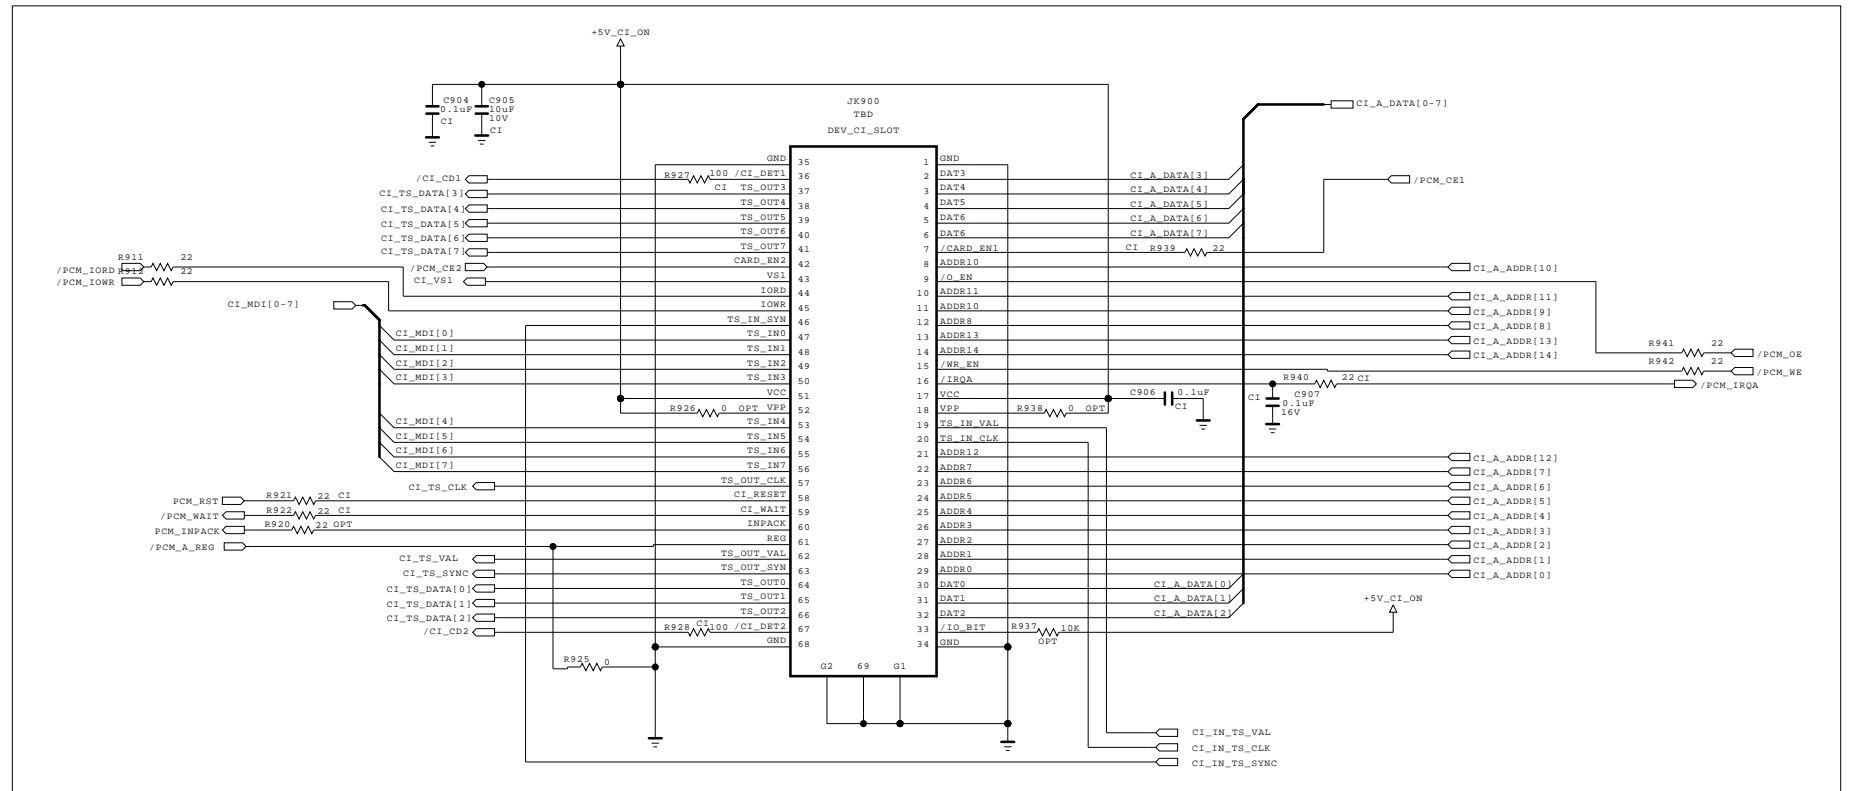 +5V_CI_ON
C904
0.1uF
CI
C905
10uF
10V
CI
JK900
TBD
DEV_CI_SLOT
CI_A_DATA[0-7]
GND 35
1 GND
/CI_CD1 R927 100 /CI_DET1 36
2 DAT3 CI_A_DATA[3]
/PCM_CE1
CI_TS_DATA[3] CI TS_OUT3 37
3 DAT4 CI_A_DATA[4]
CI_TS_DATA[4] TS_OUT4 38
4 DAT5 CI_A_DATA[5]
CI_TS_DATA[5] TS_OUT5 39
5 DAT6 CI_A_DATA[6]
CI_TS_DATA[6] TS_OUT6 40
6 DAT6 CI_A_DATA[7]
CI_TS_DATA[7] TS_OUT7 41
7 /CARD_EN1 CI R939 22
/PCM_CE2 CARD_EN2 42
8 ADDR10 CI_A_ADDR[10]
CI_VS1 VS1 43
9 /O_EN
/PCM_IORD R911 22 IORD 44
10 ADDR11 CI_A_ADDR[11]
/PCM_IOWR R912 22 IOWR 45
11 ADDR10 CI_A_ADDR[9]
CI_MDI[0-7]
TS_IN_SYN 46
12 ADDR8 CI_A_ADDR[8]
CI_MDI[0] TS_IN0 47
13 ADDR13 CI_A_ADDR[13]
CI_MDI[1] TS_IN1 48
14 ADDR14 CI_A_ADDR[14]
R941 22 /PCM_OE
CI_MDI[2] TS_IN2 49
15 /WR_EN R942 22 /PCM_WE
CI_MDI[3] TS_IN3 50
16 /IRQA R940 22 CI /PCM_IRQA
VCC 51
17 VCC C906 0.1uF CI
CI C907 0.1uF 16V
R926 0 OPT VPP 52
18 VPP R938 0 OPT
CI_MDI[4] TS_IN4 53
19 TS_IN_VAL
CI_MDI[5] TS_IN5 54
20 TS_IN_CLK
CI_MDI[6] TS_IN6 55
21 ADDR12 CI_A_ADDR[12]
CI_MDI[7] TS_IN7 56
22 ADDR7 CI_A_ADDR[7]
CI_TS_CLK TS_OUT_CLK 57
23 ADDR6 CI_A_ADDR[6]
PCM_RST R921 22 CI CI_RESET 58
24 ADDR5 CI_A_ADDR[5]
/PCM_WAIT R922 22 CI CI_WAIT 59
25 ADDR4 CI_A_ADDR[4]
PCM_INPACK R920 22 OPT INPACK 60
26 ADDR3 CI_A_ADDR[3]
/PCM_A_REG REG 61
27 ADDR2 CI_A_ADDR[2]
CI_TS_VAL TS_OUT_VAL 62
28 ADDR1 CI_A_ADDR[1]
CI_TS_SYNC TS_OUT_SYN 63
29 ADDR0 CI_A_ADDR[0]
CI_TS_DATA[0] TS_OUT0 64
30 DAT0 CI_A_DATA[0]
CI_TS_DATA[1] TS_OUT1 65
31 DAT1 CI_A_DATA[1]
+5V_CI_ON
CI_TS_DATA[2] TS_OUT2 66
32 DAT2 CI_A_DATA[2]
/CI_CD2 R928 CI 100 /CI_DET2 67
33 /IO_BIT R937 10K
OPT
GND 68
34 GND
R925 0
G2 69 G1
CI_IN_TS_VAL
CI_IN_TS_CLK
CI_IN_TS_SYNC